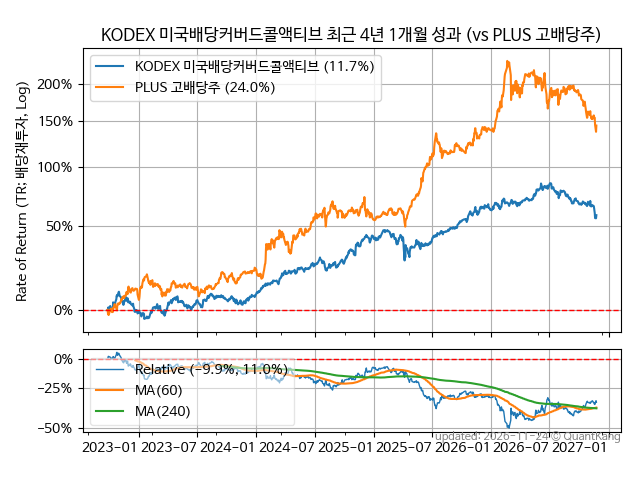 KODEX 미국배당커버드콜액티브 최근 4년 1개월 성과 (vs PLUS 고배당주)
KODEX 미국배당커버드콜액티브 (11.7%)
PLUS 고배당주 (24.0%)
Rate of Return (TR: 배당재투자, Log)
200%
150%
100%
50%
0%
0%
−25%
−50%
Relative (−9.9%, 11.0%)
MA(60)
MA(240)
updated: 2026−11−24 © QuantKang
2023−01 2023−07 2024−01 2024−07 2025−01 2025−07 2026−01 2026−07 2027−01